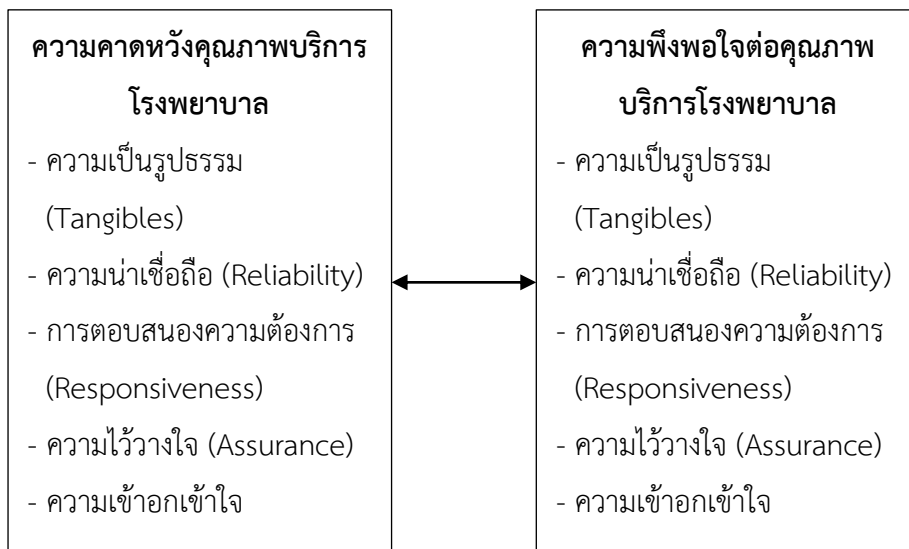 ความคาดหวังคุณภาพบริการ
โรงพยาบาล
- ความเป็นรูปธรรม
(Tangibles)
- ความน่าเชื่อถือ (Reliability)
- การตอบสนองความต้องการ
(Responsiveness)
- ความไว้วางใจ (Assurance)
- ความเข้าอกเข้าใจ
ความพึงพอใจต่อคุณภาพ
บริการโรงพยาบาล
- ความเป็นรูปธรรม
(Tangibles)
- ความน่าเชื่อถือ (Reliability)
- การตอบสนองความต้องการ
(Responsiveness)
- ความไว้วางใจ (Assurance)
- ความเข้าอกเข้าใจ